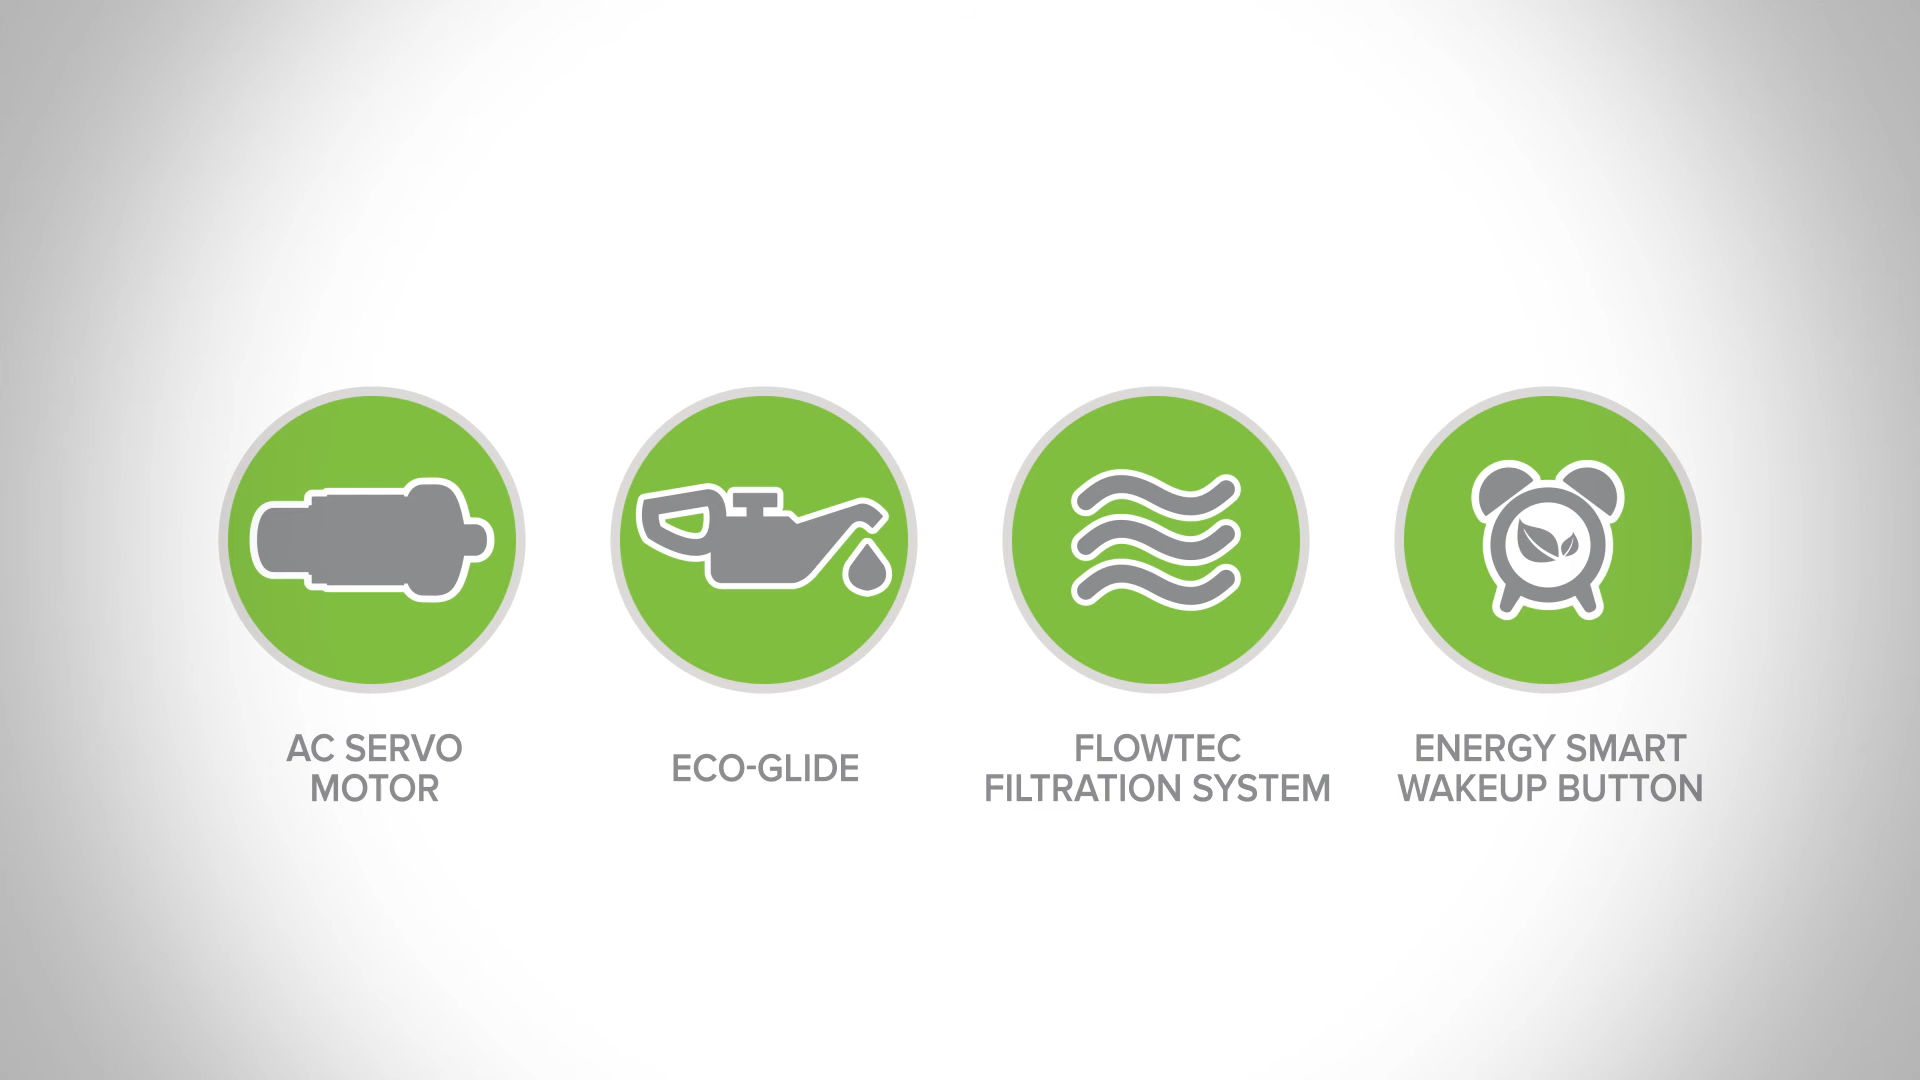 AC SERVO
MOTOR
ECO-GLIDE
FLOWTEC
FILTRATION SYSTEM
ENERGY SMART
WAKEUP BUTTON